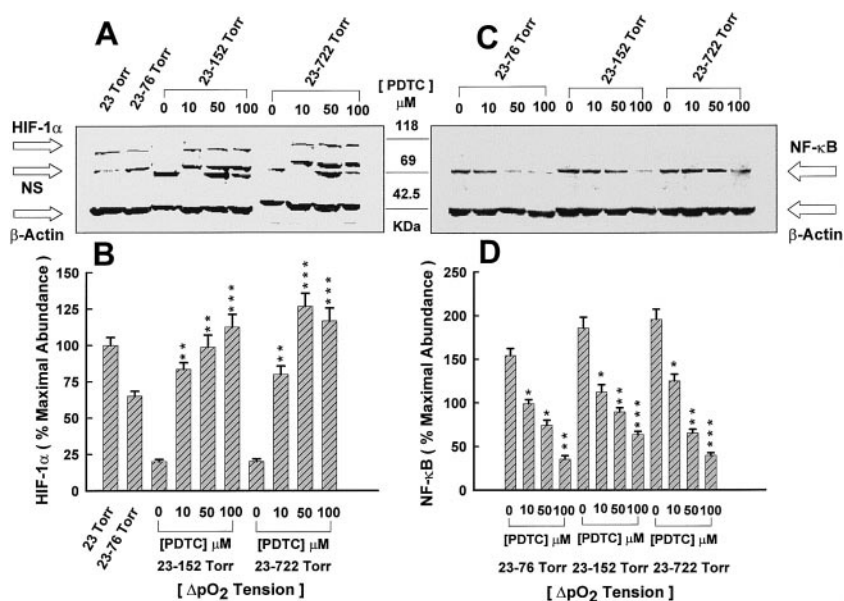 A
23 Torr
23-76 Torr
23-152 Torr
23-722 Torr
0 10 50 100 0 10 50 100
[ PDTC ]
μM
HIF-1α
NS
β-Actin
118
69
42.5
KDa
C
23-76 Torr
23-152 Torr
23-722 Torr
0 10 50 100 0 10 50 100 0 10 50 100
NF-κB
β-Actin
B
HIF-1α ( % Maximal Abundance )
150
125
100
75
50
25
0
** ** *** ** *** ***
23 Torr
23-76 Torr
0 10 50 100 0 10 50 100
[PDTC] μM [PDTC] μM
23-152 Torr 23-722 Torr
[ ΔpO2 Tension ]
D
NF-κB ( % Maximal Abundance )
250
200
150
100
50
0
* * ** * ** *** * ** ***
0 10 50 100 0 10 50 100 0 10 50 100
[PDTC] μM [PDTC] μM [PDTC] μM
23-76 Torr 23-152 Torr 23-722 Torr
[ ΔpO2 Tension ]